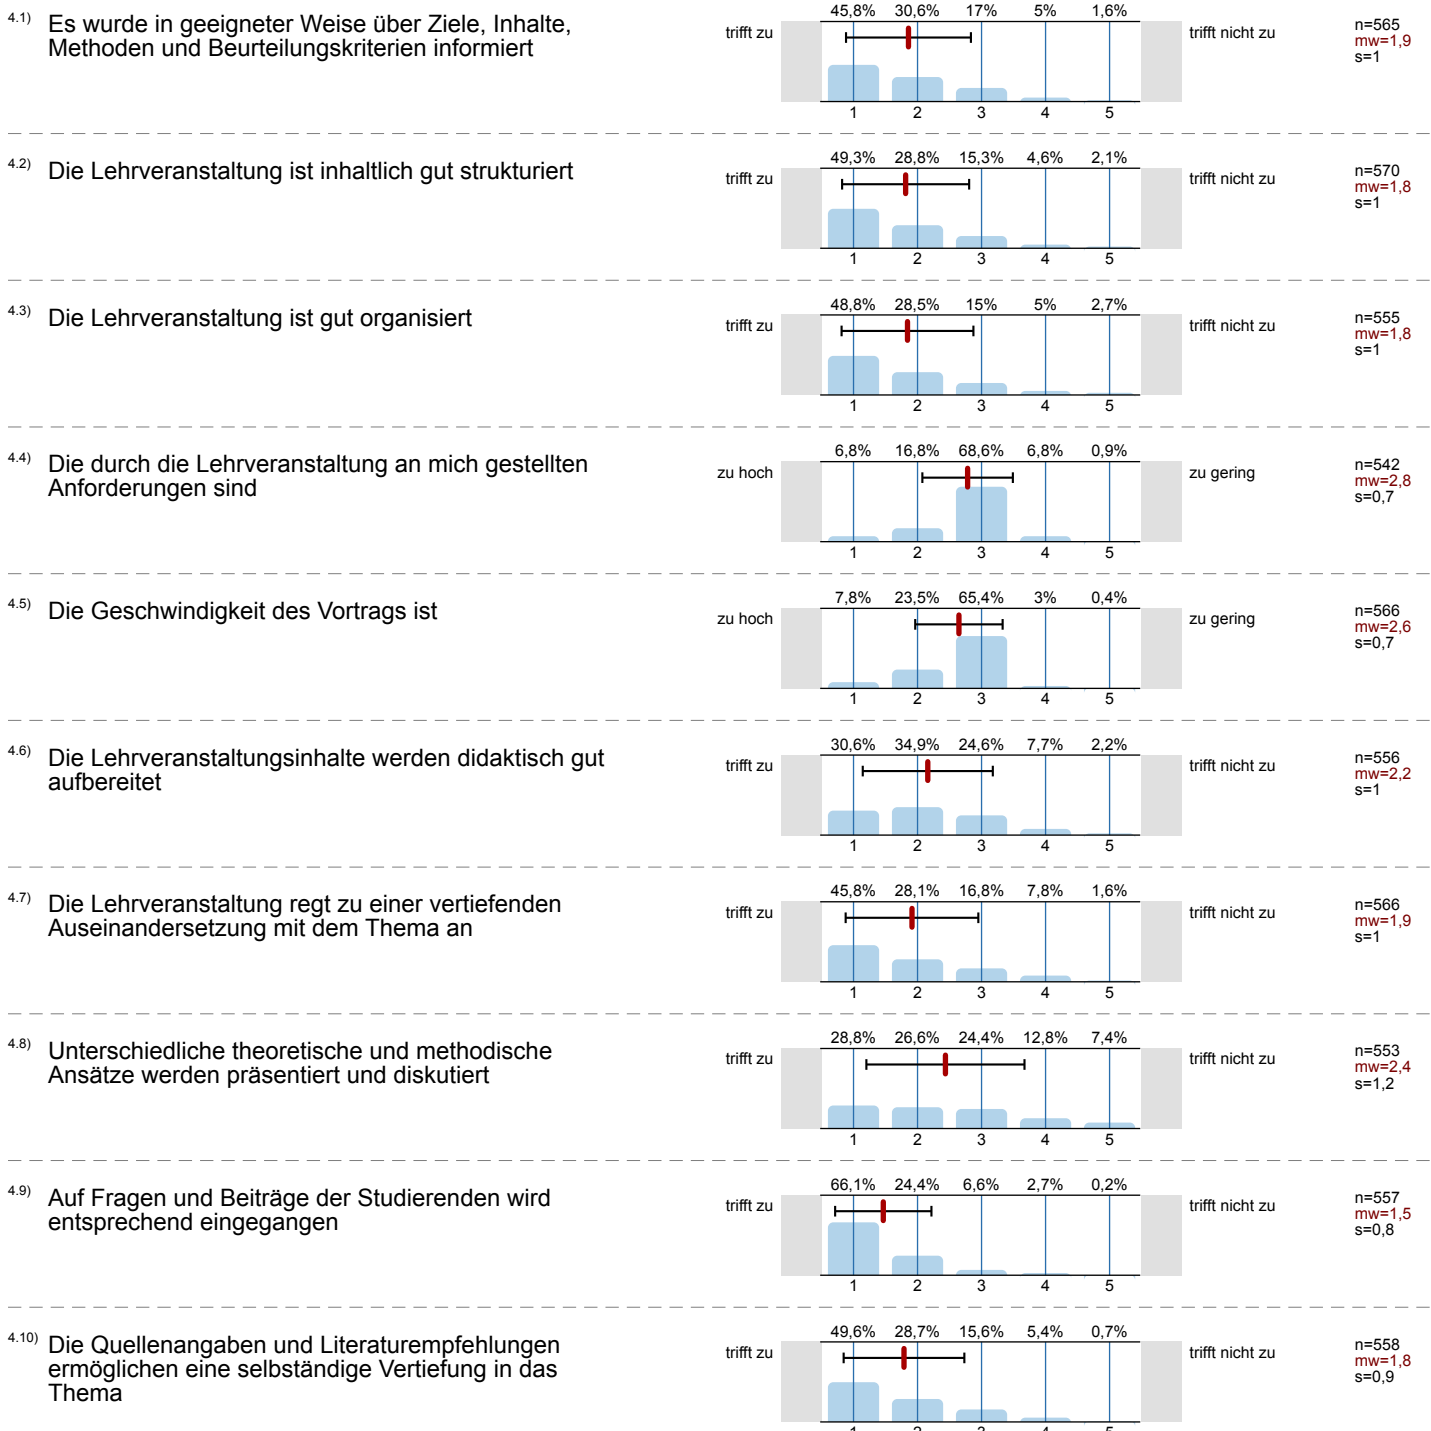 4.1) Es wurde in geeigneter Weise über Ziele, Inhalte,
Methoden und Beurteilungskriterien informiert
trifft zu
45,8% 30,6% 17% 5% 1,6%
1 2 3 4 5
trifft nicht zu
n=565
mw=1,9
s=1
4.2) Die Lehrveranstaltung ist inhaltlich gut strukturiert
trifft zu
49,3% 28,8% 15,3% 4,6% 2,1%
1 2 3 4 5
trifft nicht zu
n=570
mw=1,8
s=1
4.3) Die Lehrveranstaltung ist gut organisiert
trifft zu
48,8% 28,5% 15% 5% 2,7%
1 2 3 4 5
trifft nicht zu
n=555
mw=1,8
s=1
4.4) Die durch die Lehrveranstaltung an mich gestellten
Anforderungen sind
zu hoch
6,8% 16,8% 68,6% 6,8% 0,9%
1 2 3 4 5
zu gering
n=542
mw=2,8
s=0,7
4.5) Die Geschwindigkeit des Vortrags ist
zu hoch
7,8% 23,5% 65,4% 3% 0,4%
1 2 3 4 5
zu gering
n=566
mw=2,6
s=0,7
4.6) Die Lehrveranstaltungsinhalte werden didaktisch gut
aufbereitet
trifft zu
30,6% 34,9% 24,6% 7,7% 2,2%
1 2 3 4 5
trifft nicht zu
n=556
mw=2,2
s=1
4.7) Die Lehrveranstaltung regt zu einer vertiefenden
Auseinandersetzung mit dem Thema an
trifft zu
45,8% 28,1% 16,8% 7,8% 1,6%
1 2 3 4 5
trifft nicht zu
n=566
mw=1,9
s=1
4.8) Unterschiedliche theoretische und methodische
Ansätze werden präsentiert und diskutiert
trifft zu
28,8% 26,6% 24,4% 12,8% 7,4%
1 2 3 4 5
trifft nicht zu
n=553
mw=2,4
s=1,2
4.9) Auf Fragen und Beiträge der Studierenden wird
entsprechend eingegangen
trifft zu
66,1% 24,4% 6,6% 2,7% 0,2%
1 2 3 4 5
trifft nicht zu
n=557
mw=1,5
s=0,8
4.10) Die Quellenangaben und Literaturempfehlungen
ermöglichen eine selbständige Vertiefung in das
Thema
trifft zu
49,6% 28,7% 15,6% 5,4% 0,7%
1 2 3 4 5
trifft nicht zu
n=558
mw=1,8
s=0,9